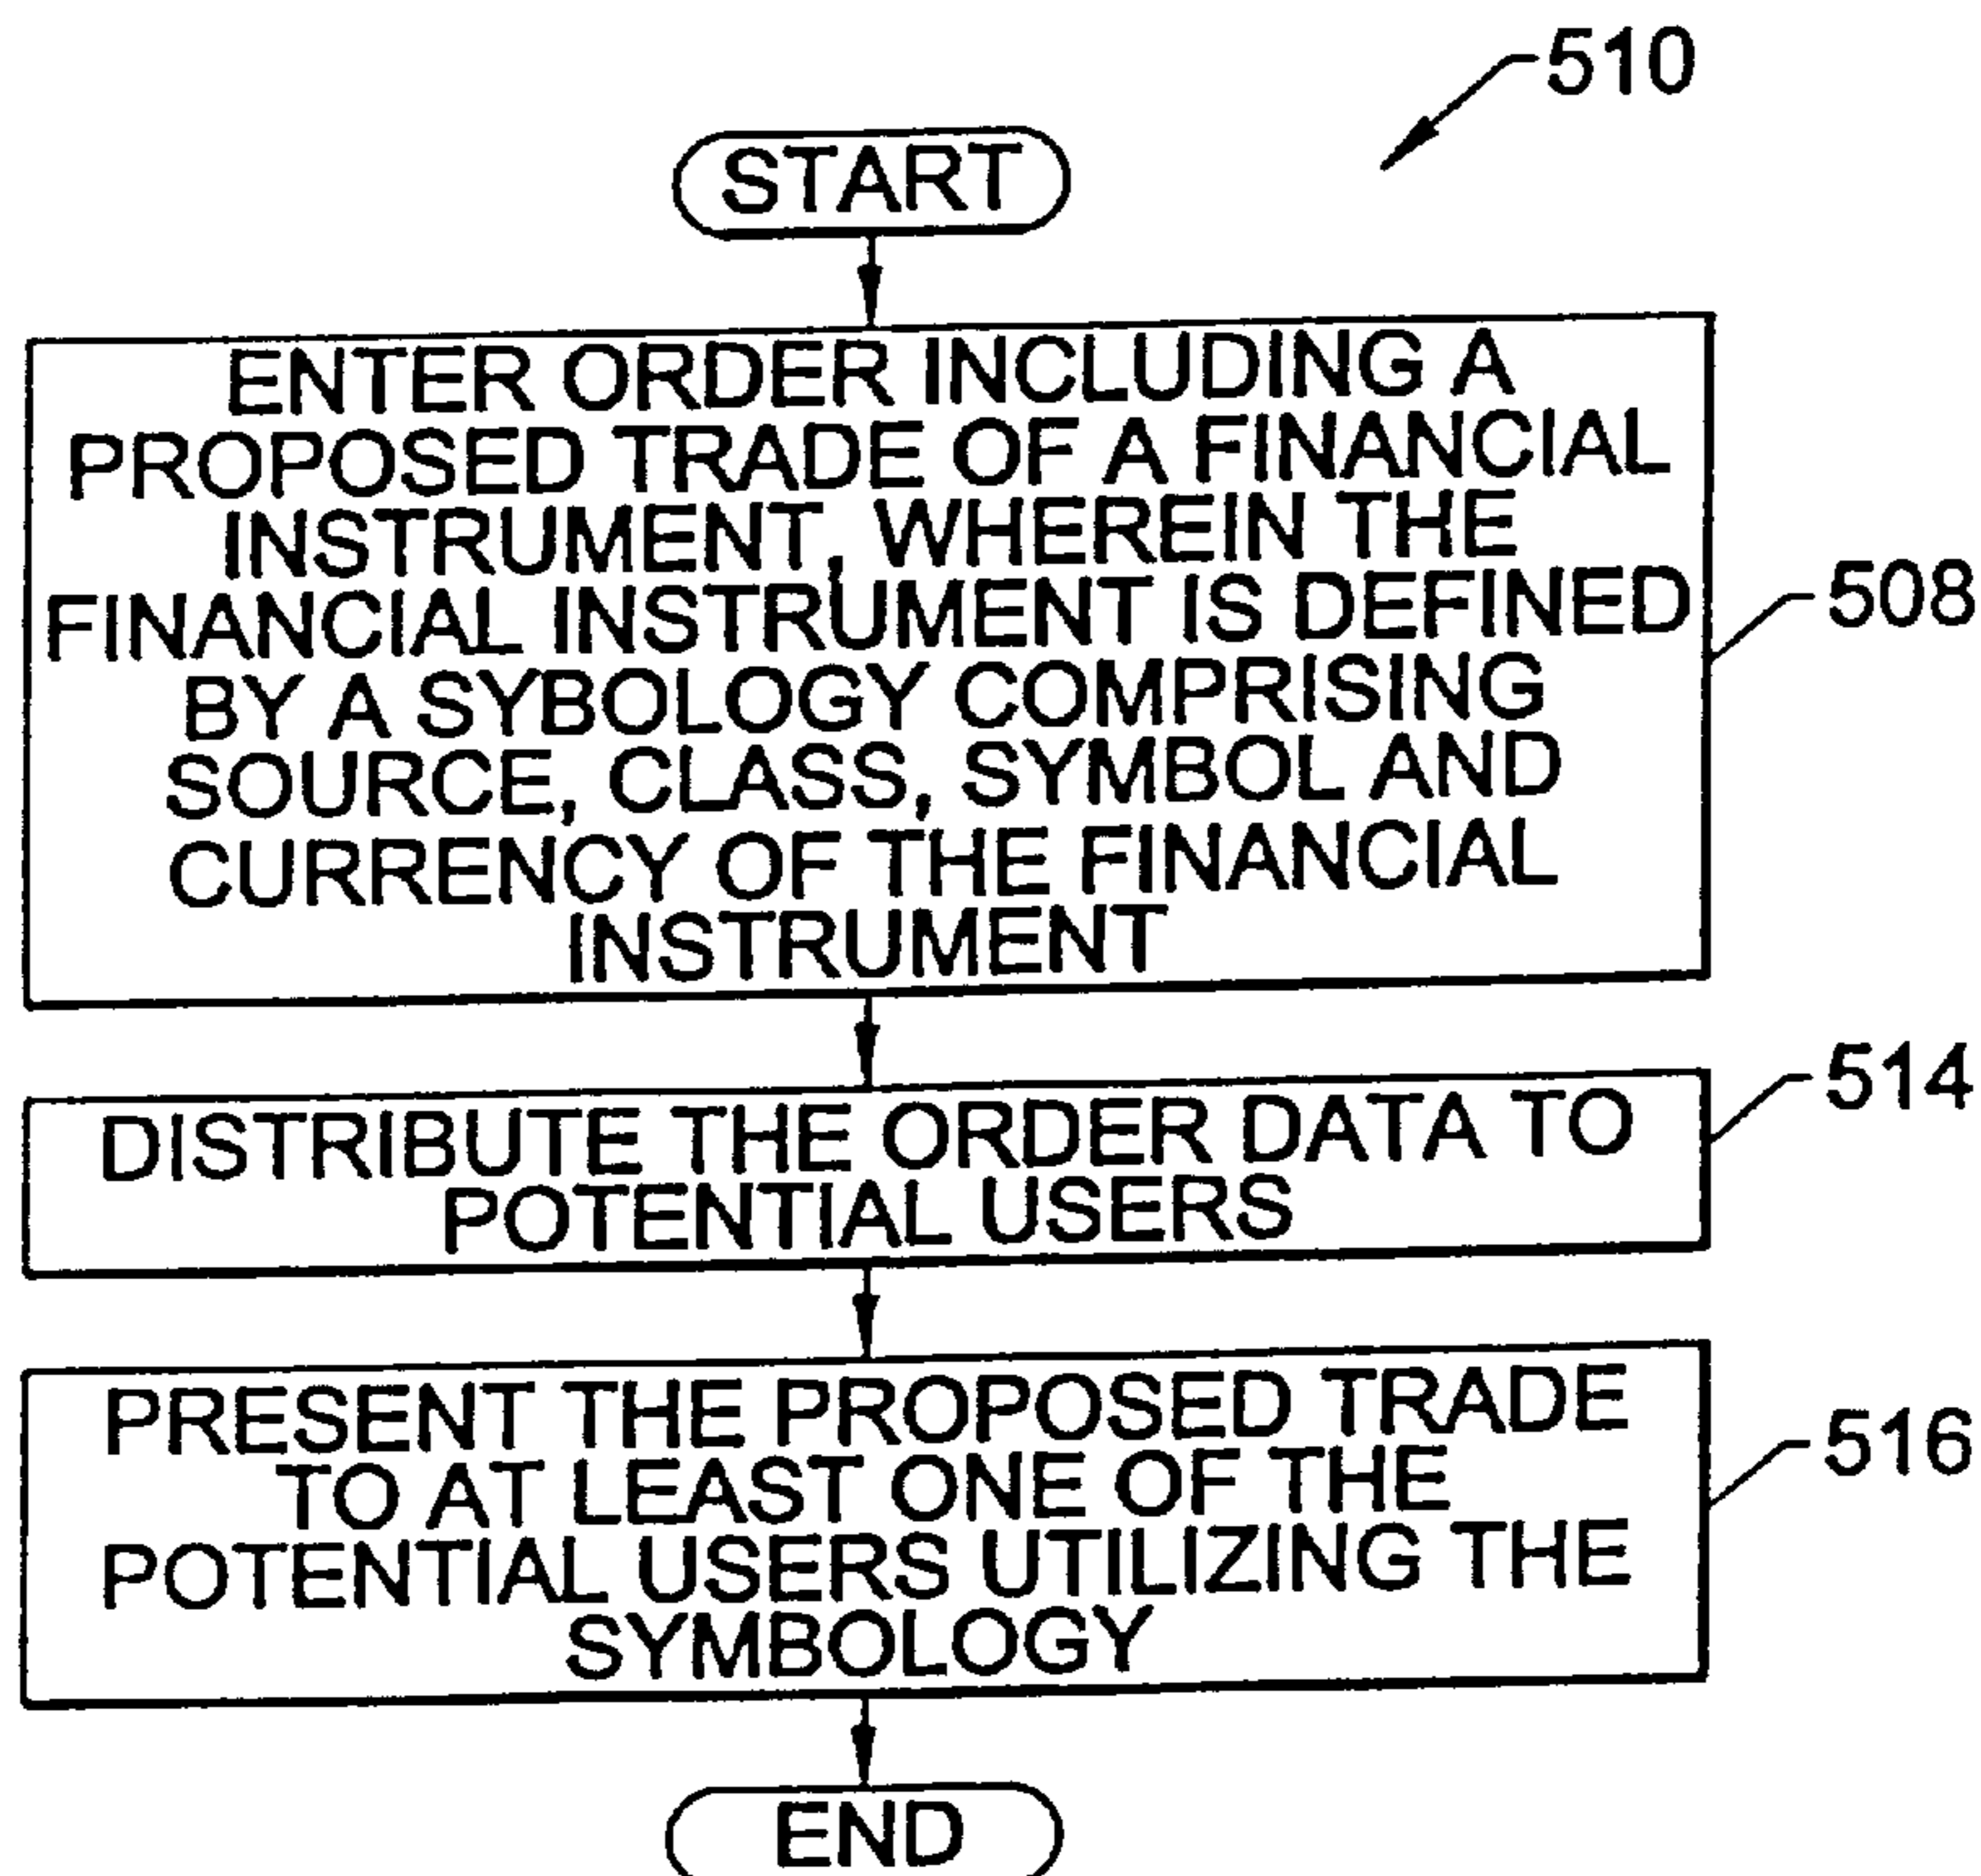 510
START
ENTER ORDER INCLUDING A
PROPOSED TRADE OF A FINANCIAL
INSTRUMENT, WHEREIN THE
FINANCIAL INSTRUMENT IS DEFINED
BY A SYBOLOGY COMPRISING
SOURCE, CLASS, SYMBOL AND
CURRENCY OF THE FINANCIAL
INSTRUMENT
508
DISTRIBUTE THE ORDER DATA TO
POTENTIAL USERS
514
PRESENT THE PROPOSED TRADE
TO AT LEAST ONE OF THE
POTENTIAL USERS UTILIZING THE
SYMBOLOGY
516
END